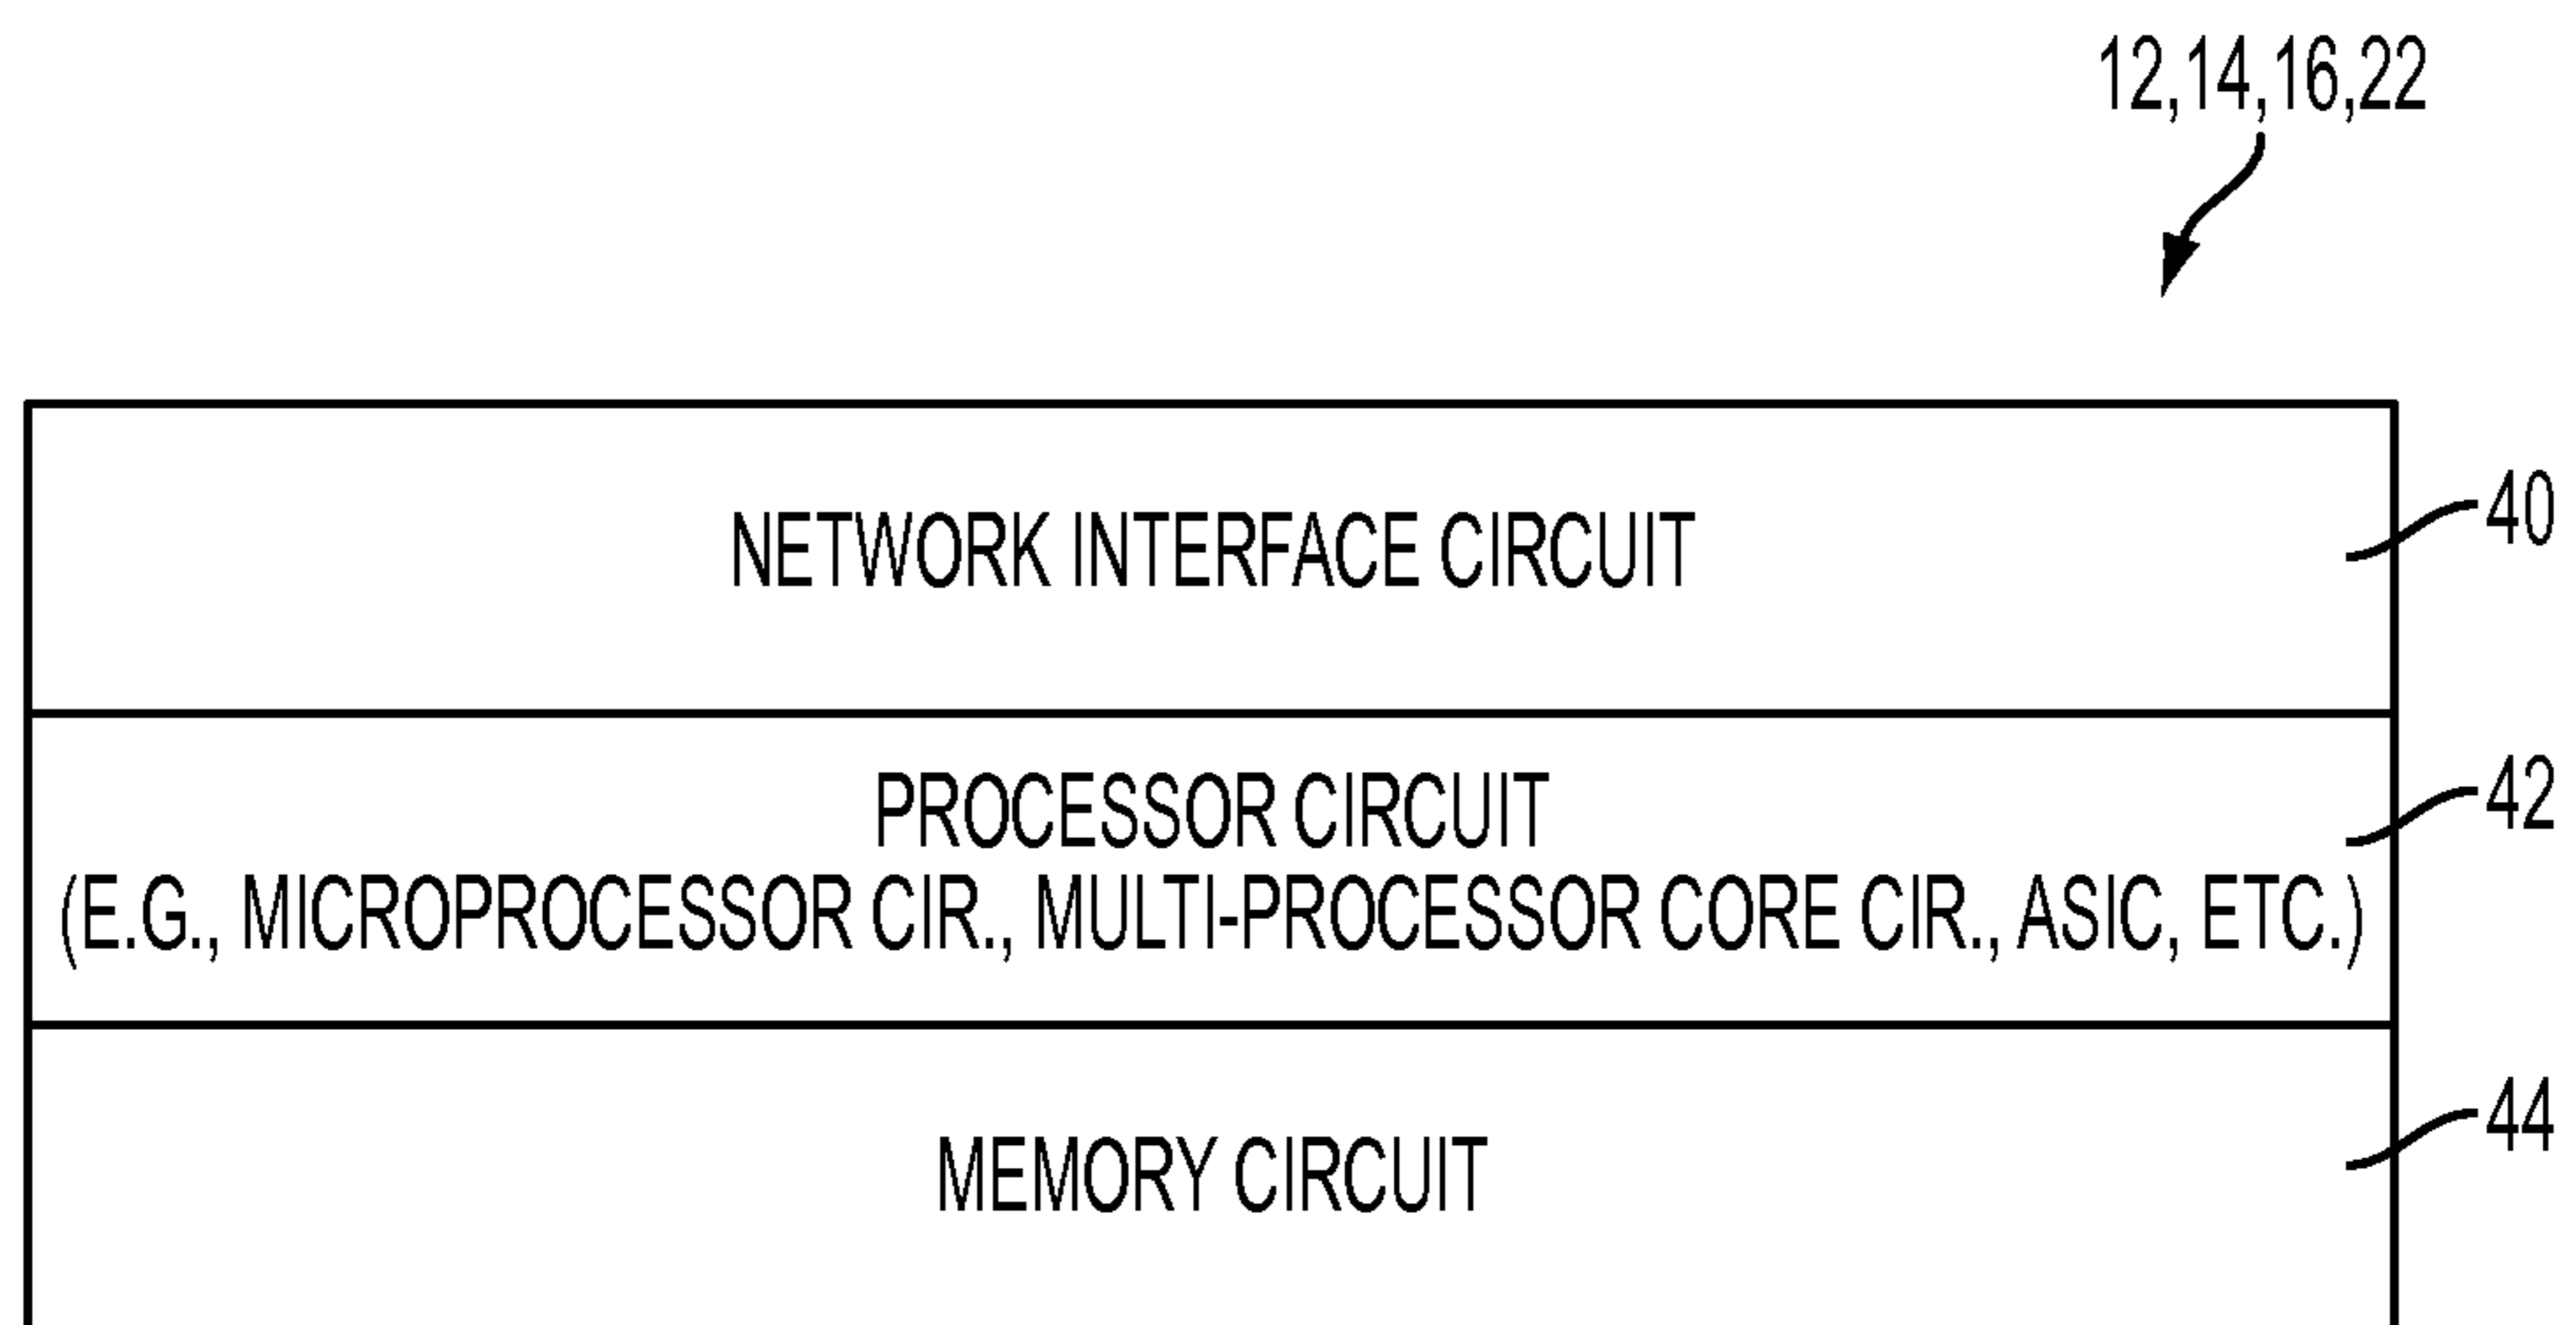 12,14,16,22
NETWORK INTERFACE CIRCUIT
40
PROCESSOR CIRCUIT
(E.G., MICROPROCESSOR CIR., MULTI-PROCESSOR CORE CIR., ASIC, ETC.)
42
MEMORY CIRCUIT
44